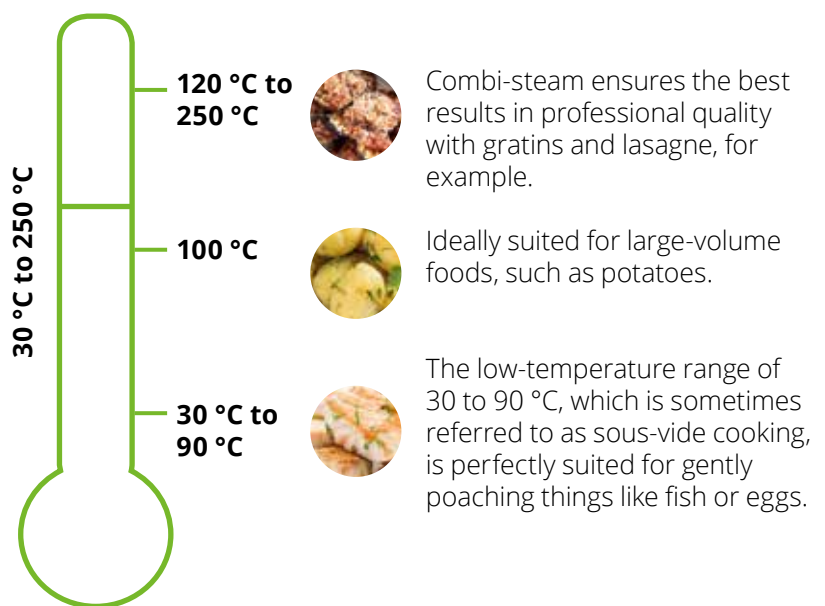 30 °C to 250 °C
120 °C to
250 °C
Combi-steam ensures the best
results in professional quality
with gratins and lasagne, for
example.
100 °C
Ideally suited for large-volume
foods, such as potatoes.
30 °C to
90 °C
The low-temperature range of
30 to 90 °C, which is sometimes
referred to as sous-vide cooking,
is perfectly suited for gently
poaching things like fish or eggs.